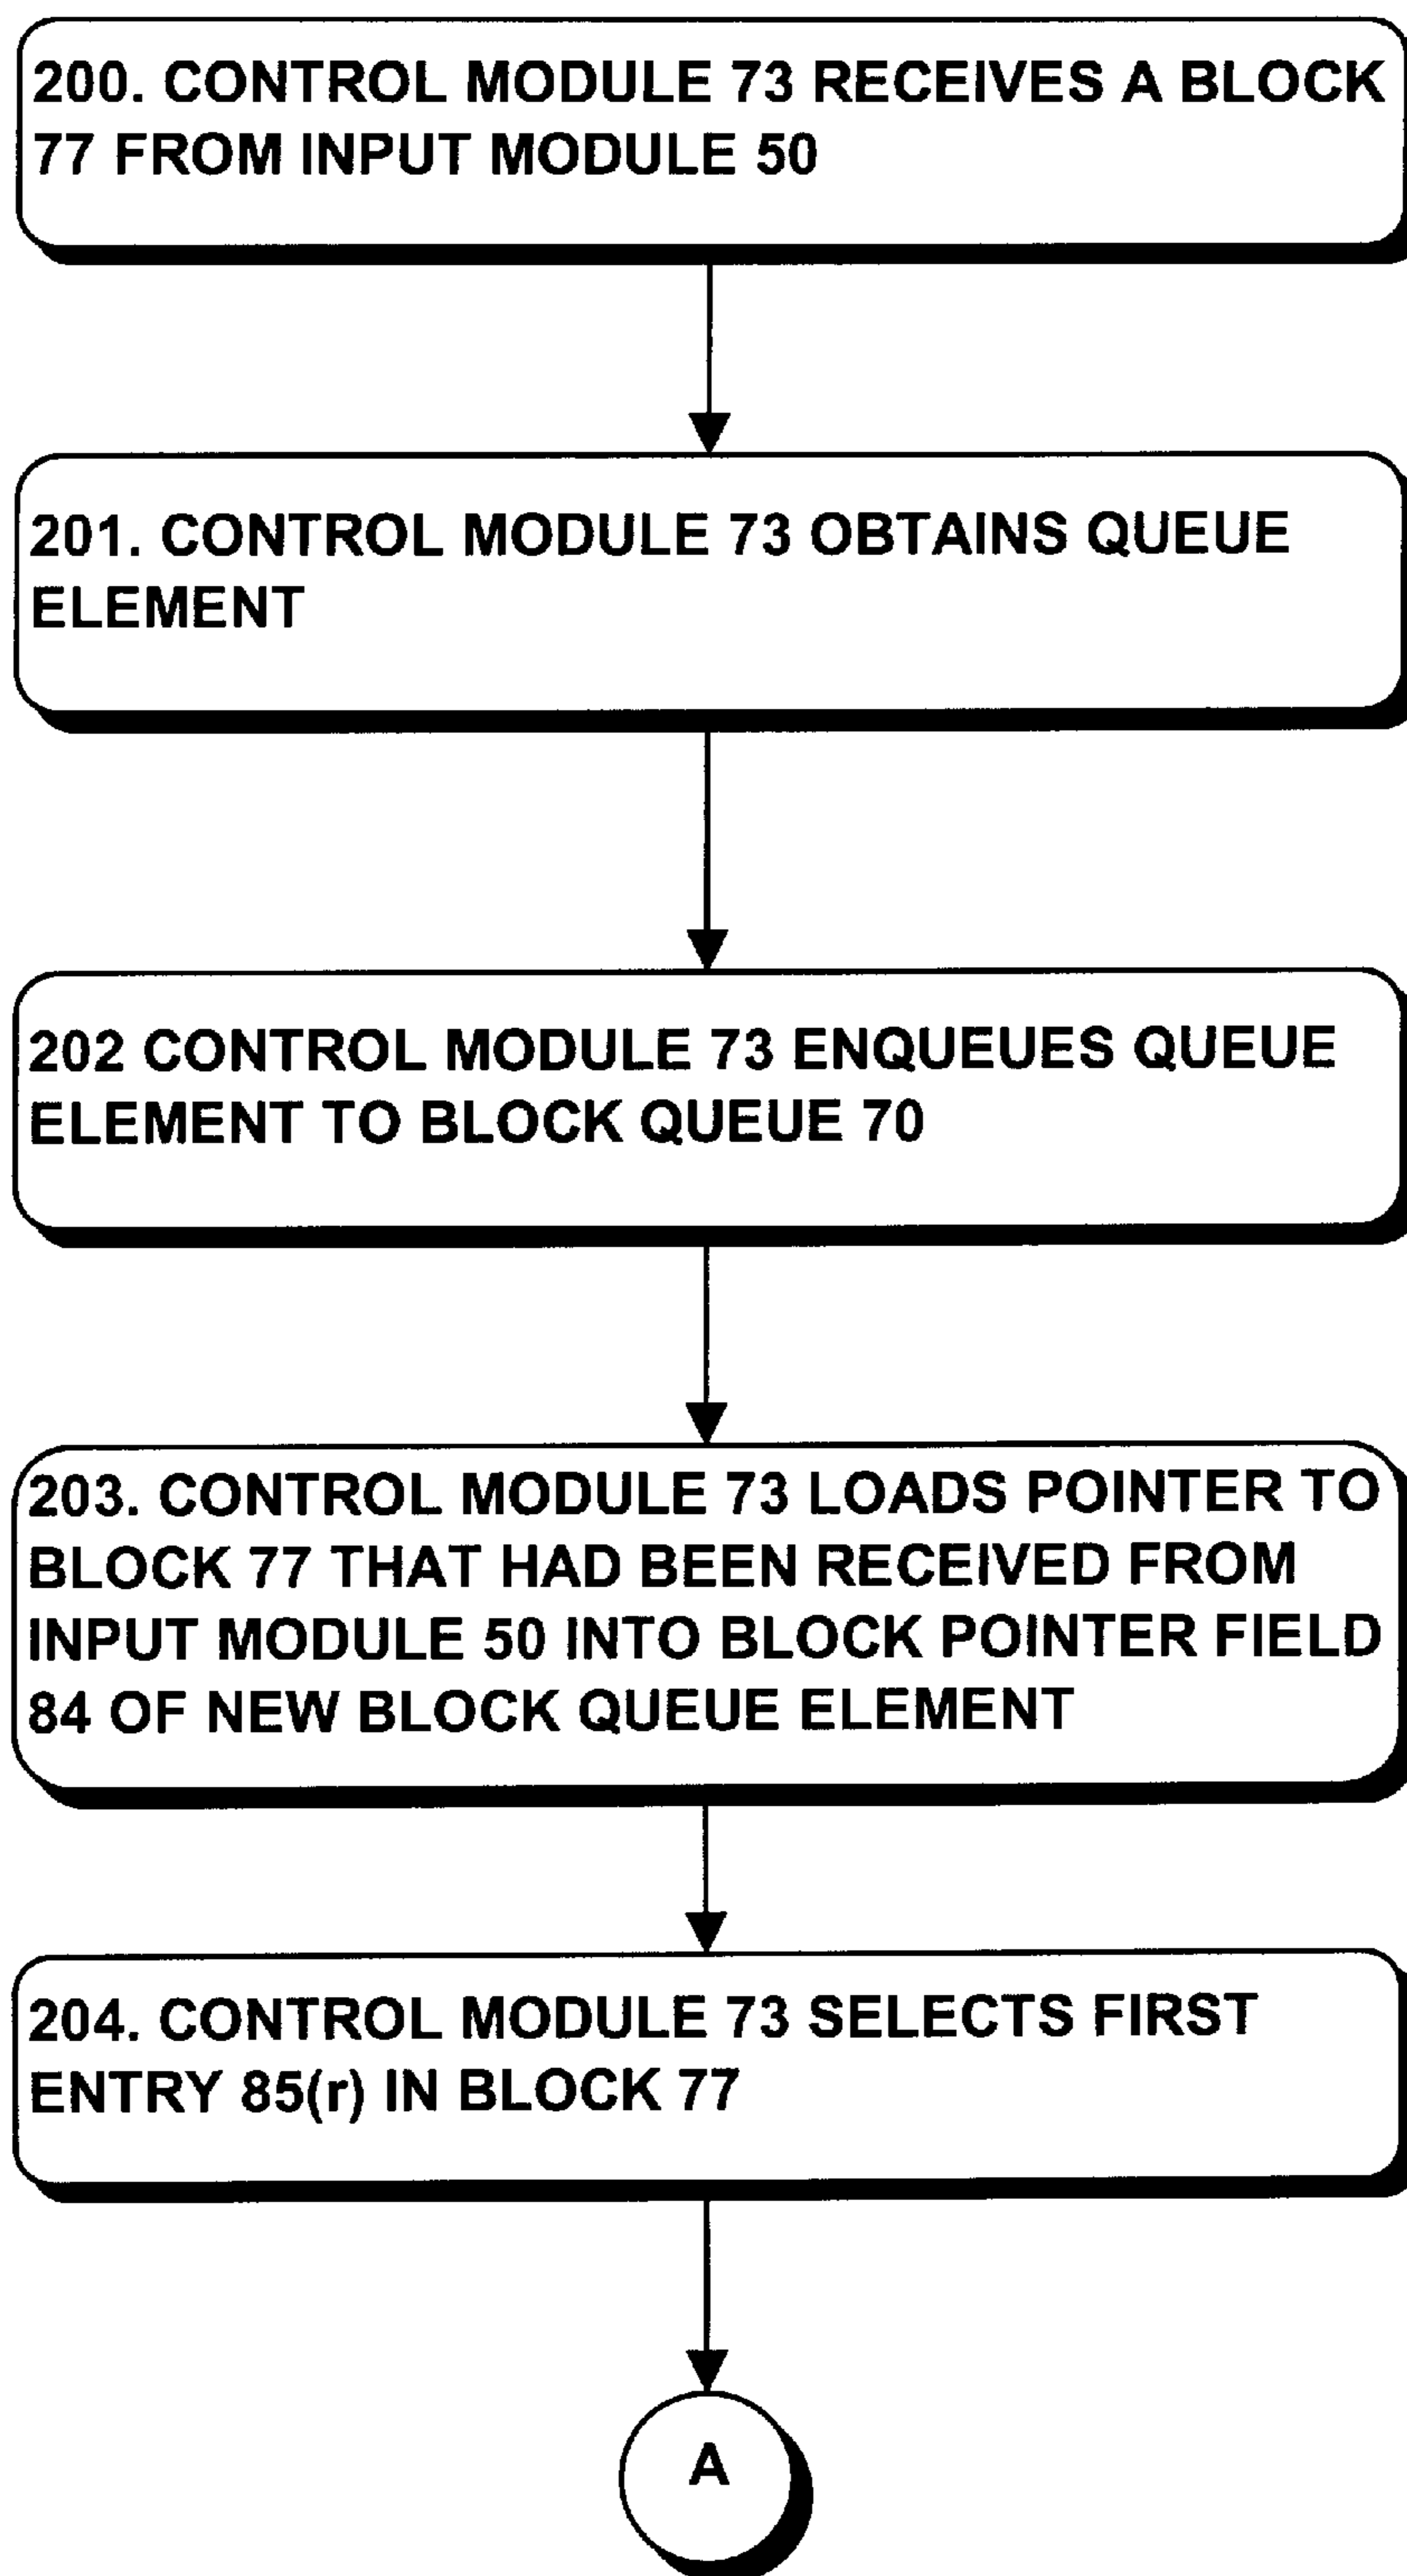 200. CONTROL MODULE 73 RECEIVES A BLOCK
77 FROM INPUT MODULE 50
201. CONTROL MODULE 73 OBTAINS QUEUE
ELEMENT
202 CONTROL MODULE 73 ENQUEUES QUEUE
ELEMENT TO BLOCK QUEUE 70
203. CONTROL MODULE 73 LOADS POINTER TO
BLOCK 77 THAT HAD BEEN RECEIVED FROM
INPUT MODULE 50 INTO BLOCK POINTER FIELD
84 OF NEW BLOCK QUEUE ELEMENT
204. CONTROL MODULE 73 SELECTS FIRST
ENTRY 85(r) IN BLOCK 77
A